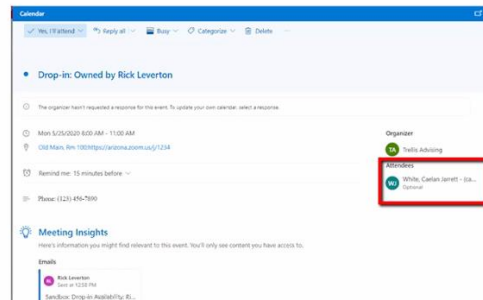 Calendar
Yes, I'll attend Reply all Busy Categorize Delete
Drop-in: Owned by Rick Leverton
The organizer hasn't requested a response for this event. To update your own calendar, select a response.
Mon 5/25/2020 8:00 AM - 11:00 AM
Organizer
Old Main, Rm 100/https://arizona.zoom.us/j/1234
TA Trellis Advising
Attendees
Remind me: 15 minutes before
WJ White, Caelan Jarrett - (ca...
Optional
Phone: (123) 456-7890
Meeting Insights
Here's information you might find relevant to this event. You'll only see content you have access to.
Emails
Rick Leverton
Sent at 12:58 PM
Sandbox: Drop-in Availability: Ri...